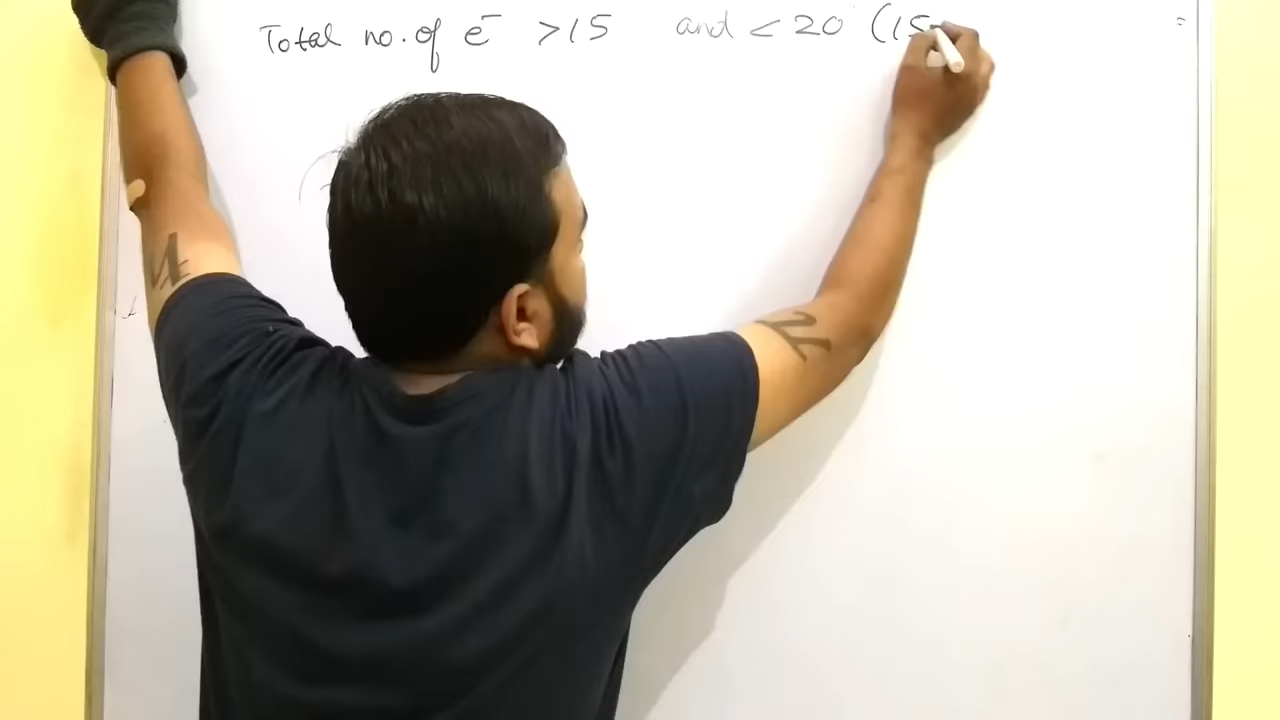 Total no. of e⁻ >15 and < 20 (15